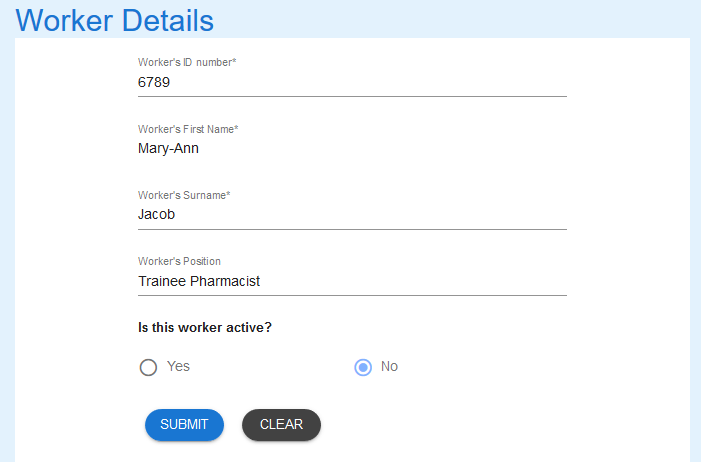 Worker Details
Worker's ID number*
6789
Worker's First Name*
Mary-Ann
Worker's Surname*
Jacob
Worker's Position
Trainee Pharmacist
Is this worker active?
Yes No
SUBMIT CLEAR